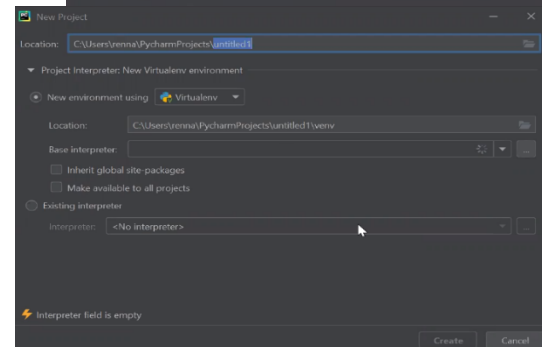 New Project
Location: C:\Users\renna\PycharmProjects\untitled1
Project Interpreter: New Virtualenv environment
New environment using Virtualenv
Location: C:\Users\renna\PycharmProjects\untitled1\venv
Base interpreter:
Inherit global site-packages
Make available to all projects
Existing interpreter
Interpreter: <No interpreter>
Interpreter field is empty
Create Cancel